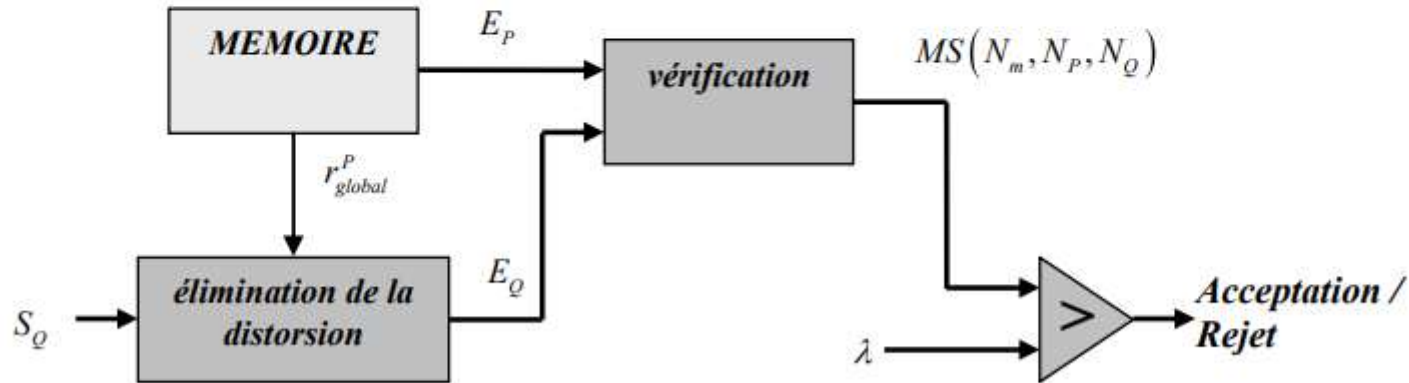 MEMOIRE
E_P
vérification
MS(N_m, N_P, N_Q)
r^P_global
élimination de la
distorsion
S_Q
E_Q
λ
>
Acceptation /
Rejet